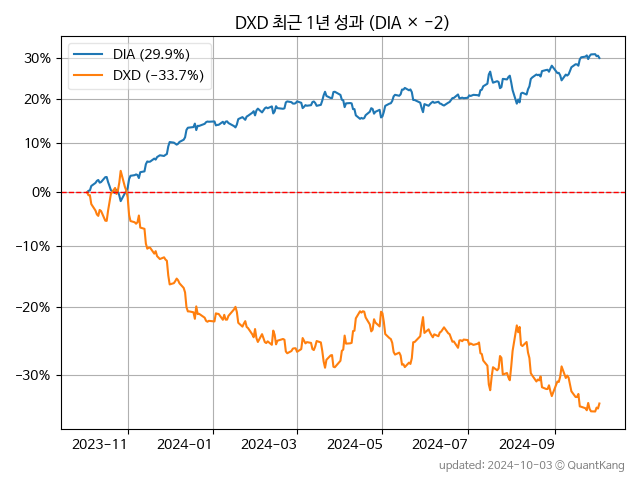 DXD 최근 1년 성과 (DIA × −2)
DIA (29.9%)
DXD (−33.7%)
30%
20%
10%
0%
−10%
−20%
−30%
2023-11 2024-01 2024-03 2024-05 2024-07 2024-09
updated: 2024-10-03 © QuantKang